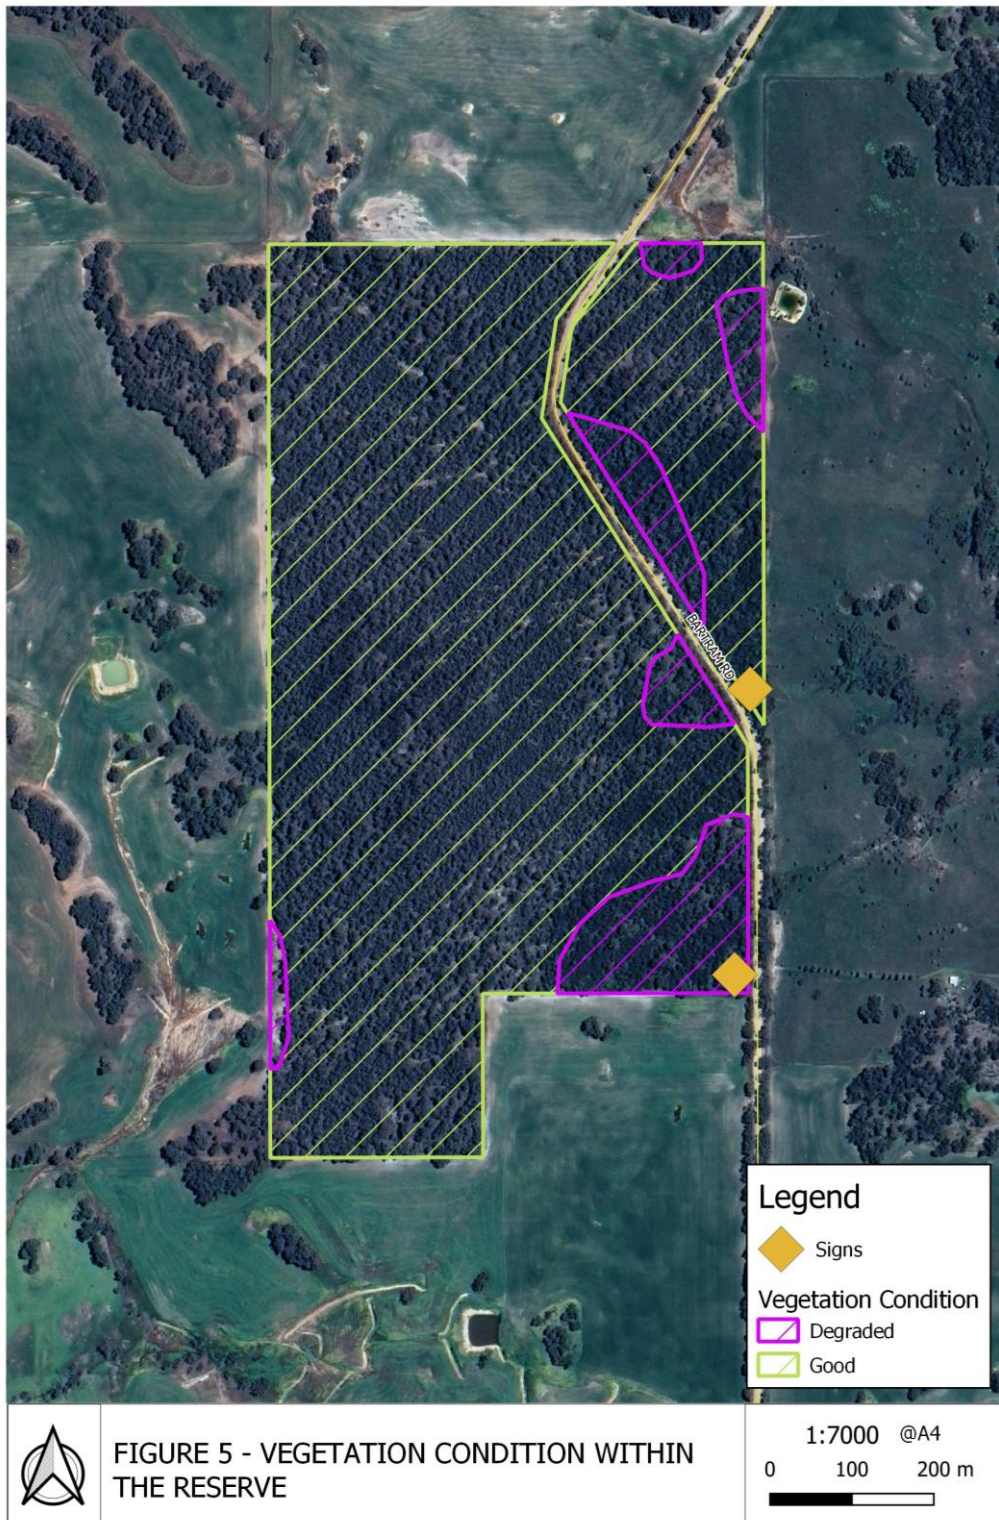 BARTRAM RD
Legend
Signs
Vegetation Condition
Degraded
Good
FIGURE 5 - VEGETATION CONDITION WITHIN
THE RESERVE
1:7000 @A4
0 100 200 m